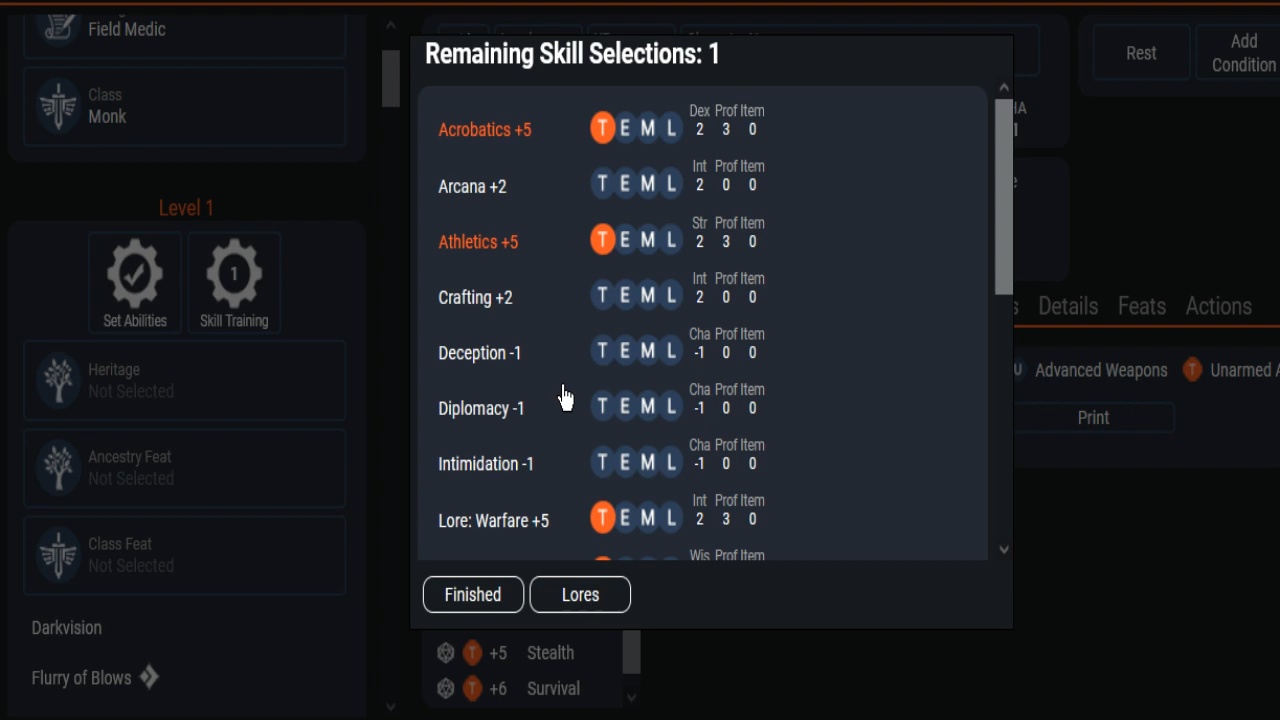 Field Medic
Class
Monk
Level 1
1
Set Abilities
Skill Training
Heritage
Not Selected
Ancestry Feat
Not Selected
Class Feat
Not Selected
Darkvision
Flurry of Blows
Remaining Skill Selections: 1
Dex Prof Item
Acrobatics +5 T E M L 2 3 0
Int Prof Item
Arcana +2 T E M L 2 0 0
Str Prof Item
Athletics +5 T E M L 2 3 0
Int Prof Item
Crafting +2 T E M L 2 0 0
Cha Prof Item
Deception -1 T E M L -1 0 0
Cha Prof Item
Diplomacy -1 T E M L -1 0 0
Cha Prof Item
Intimidation -1 T E M L -1 0 0
Int Prof Item
Lore: Warfare +5 T E M L 2 3 0
Wis Prof Item
Finished
Lores
T +5 Stealth
T +6 Survival
Rest
Add
Condition
Details
Feats
Actions
U Advanced Weapons
T Unarmed
Print